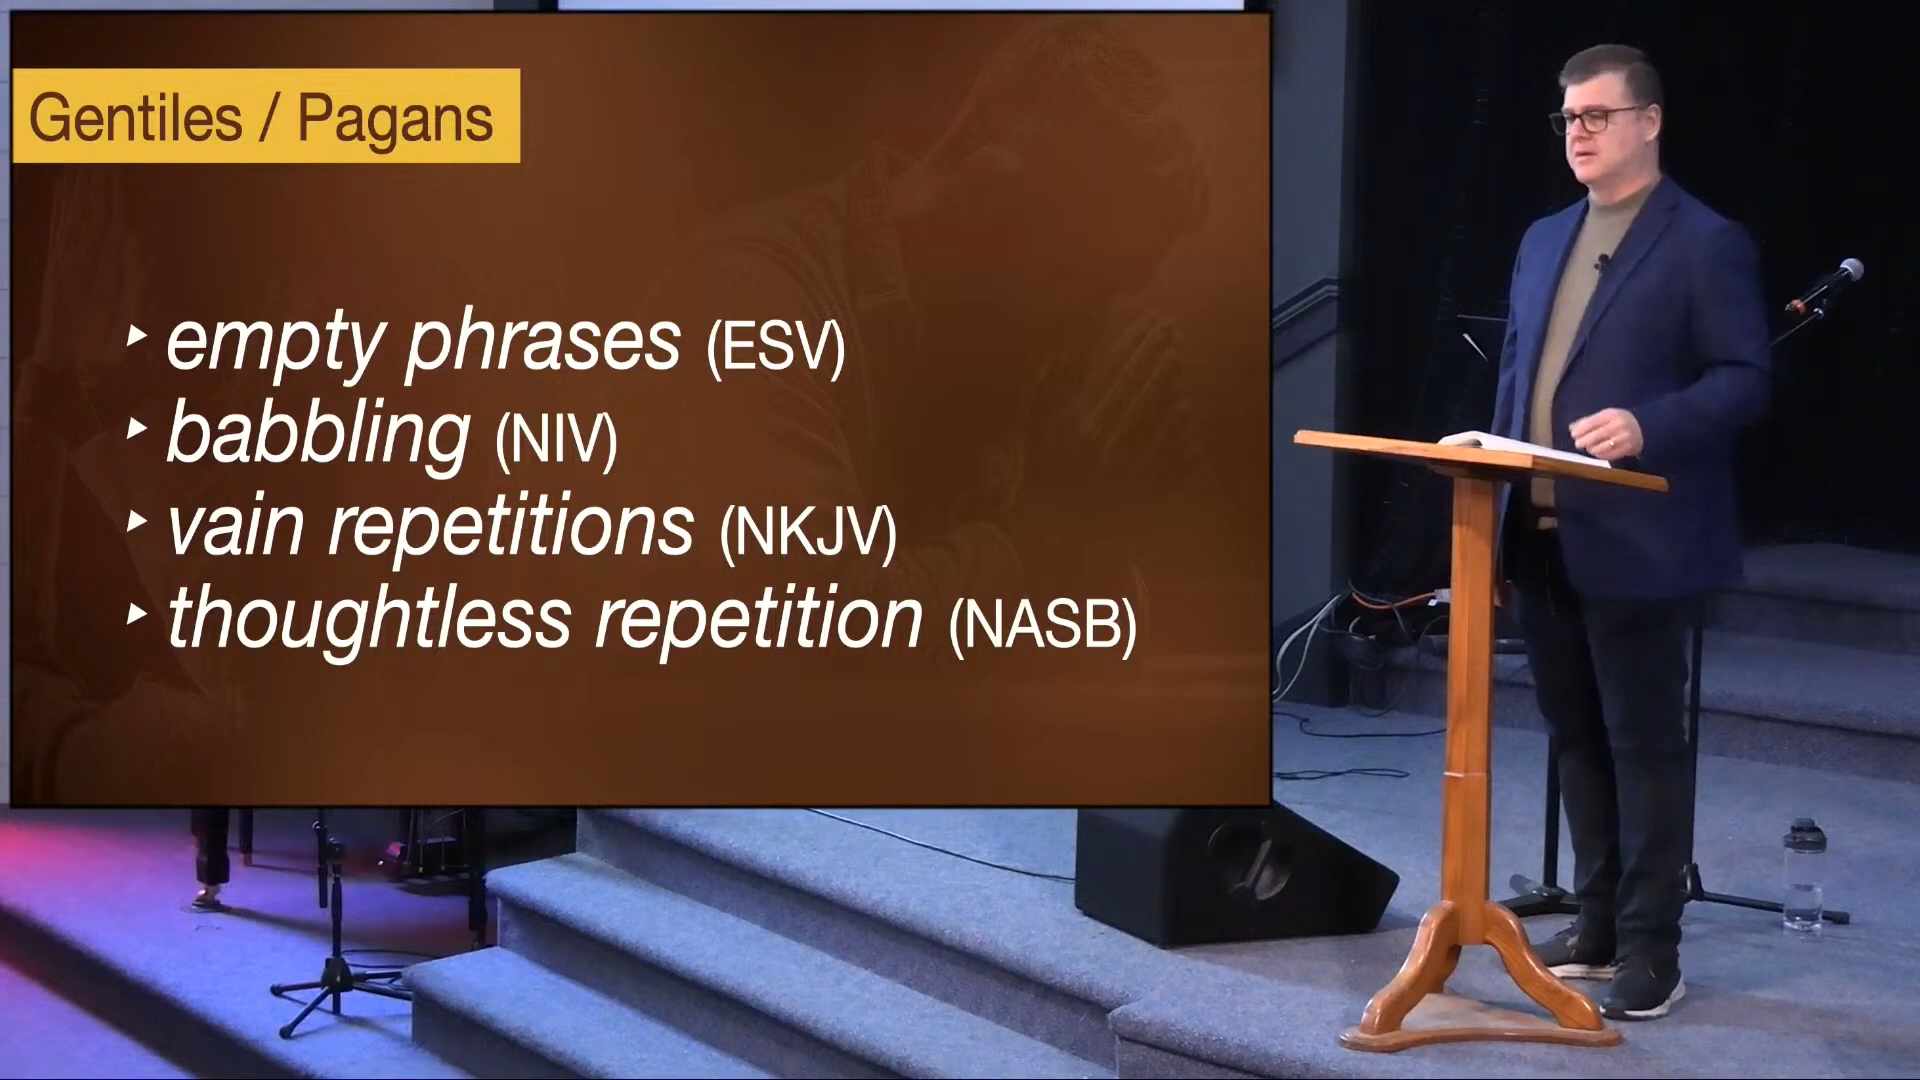 Gentiles / Pagans
‣ empty phrases (ESV)
‣ babbling (NIV)
‣ vain repetitions (NKJV)
‣ thoughtless repetition (NASB)